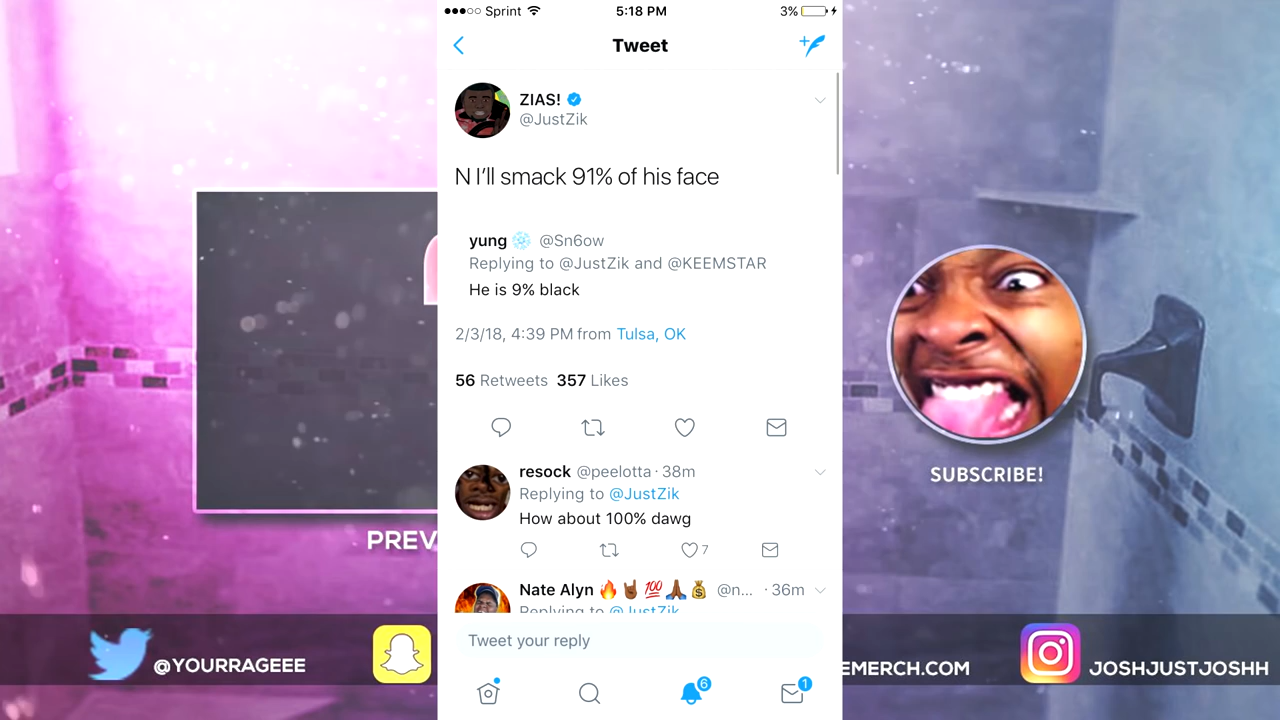 Sprint
5:18 PM
3%
Tweet
ZIAS!
@JustZik
N I'll smack 91% of his face
yung @Sn6ow
Replying to @JustZik and @KEEMSTAR
He is 9% black
2/3/18, 4:39 PM from Tulsa, OK
56 Retweets 357 Likes
resock @peelotta · 38m
Replying to @JustZik
How about 100% dawg
7
Nate Alyn 🔥🤘🏾💯🙏🏾💰 @n... · 36m
Replying to @JustZik
Tweet your reply
6
1
PREV
SUBSCRIBE!
@YOURRAGEEE
EMERCH.COM
JOSHJUSTJOSHH